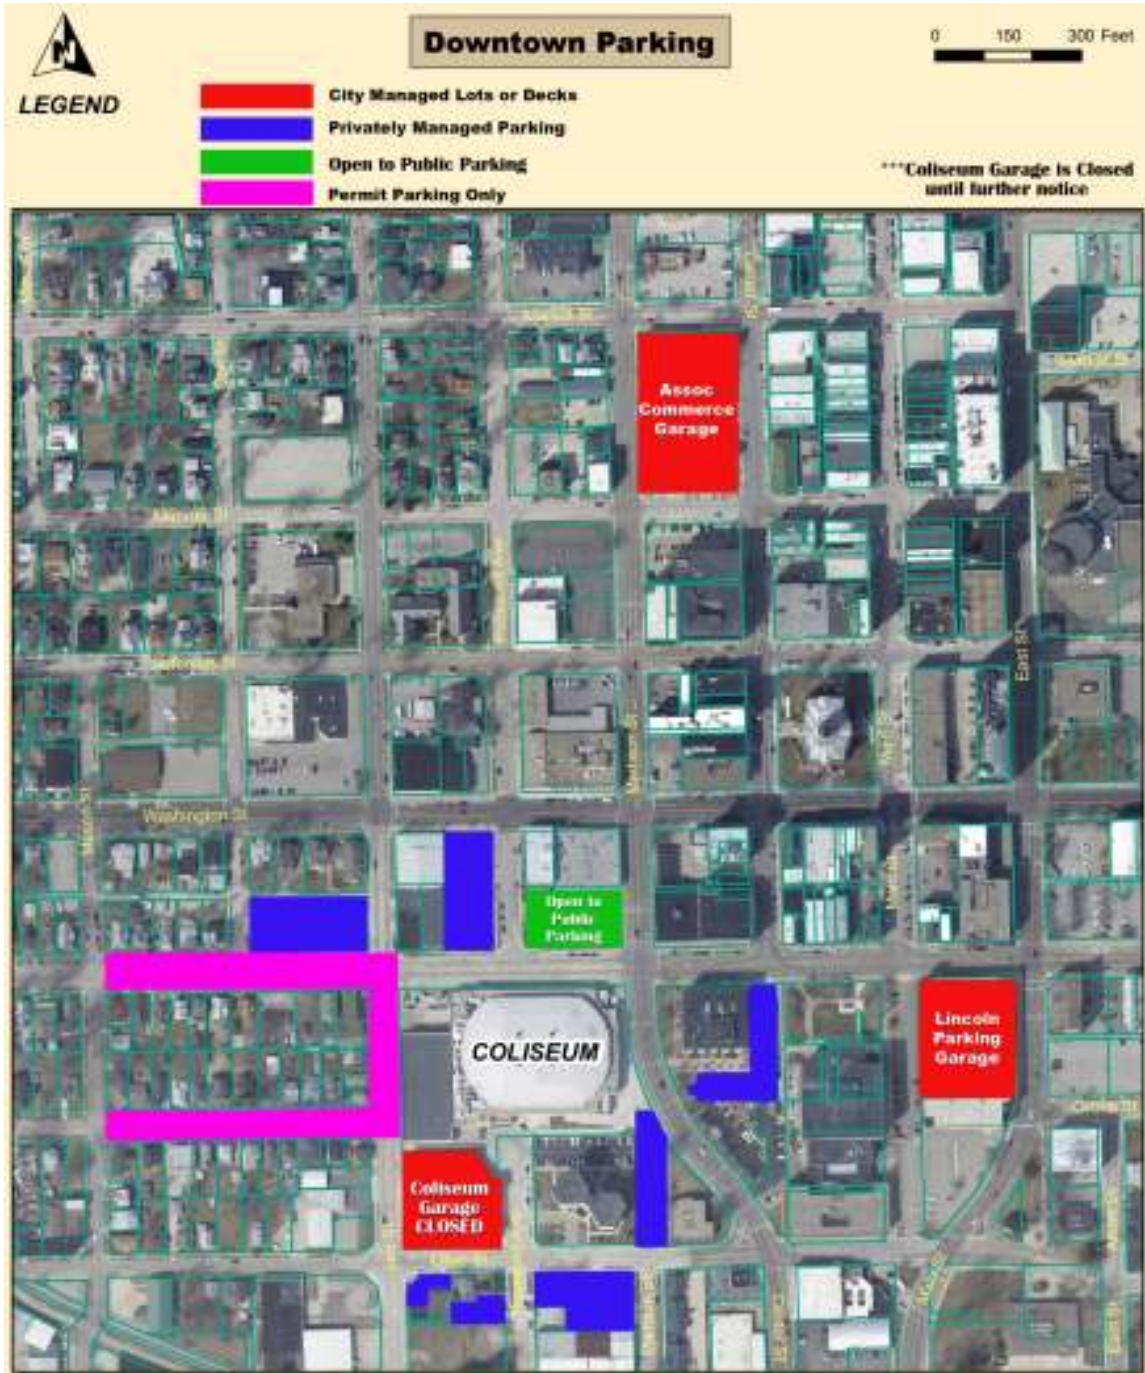 N
LEGEND
Downtown Parking
0 150 300 Feet
City Managed Lots or Decks
Privately Managed Parking
Open to Public Parking
Permit Parking Only
***Coliseum Garage is Closed
until further notice
Assoc
Commerce
Garage
East St
Jefferson St
Madison St
Washington St
Open to
Public
Parking
COLISEUM
Lincoln
Parking
Garage
Coliseum
Garage
CLOSED